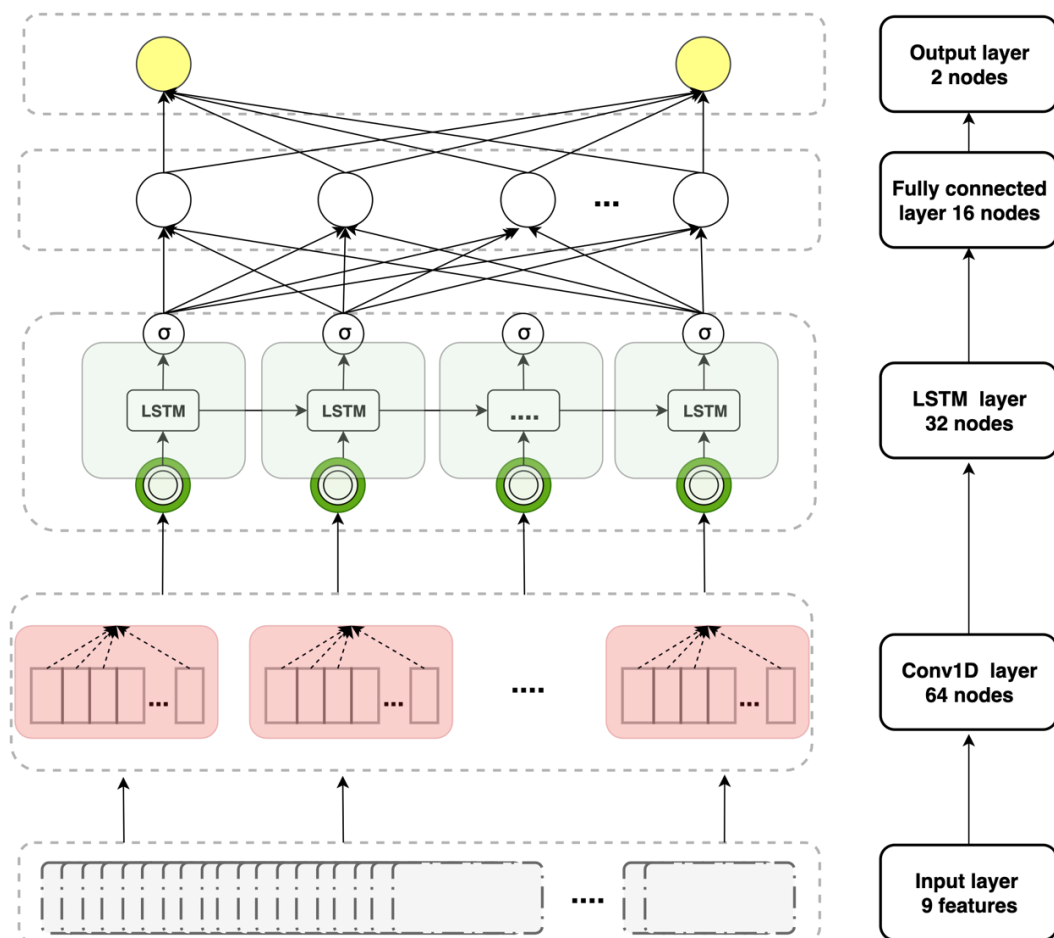 Output layer
2 nodes
Fully connected
layer 16 nodes
...
σ σ σ σ
LSTM LSTM .... LSTM
LSTM layer
32 nodes
... ... .... ...
Conv1D layer
64 nodes
....
Input layer
9 features